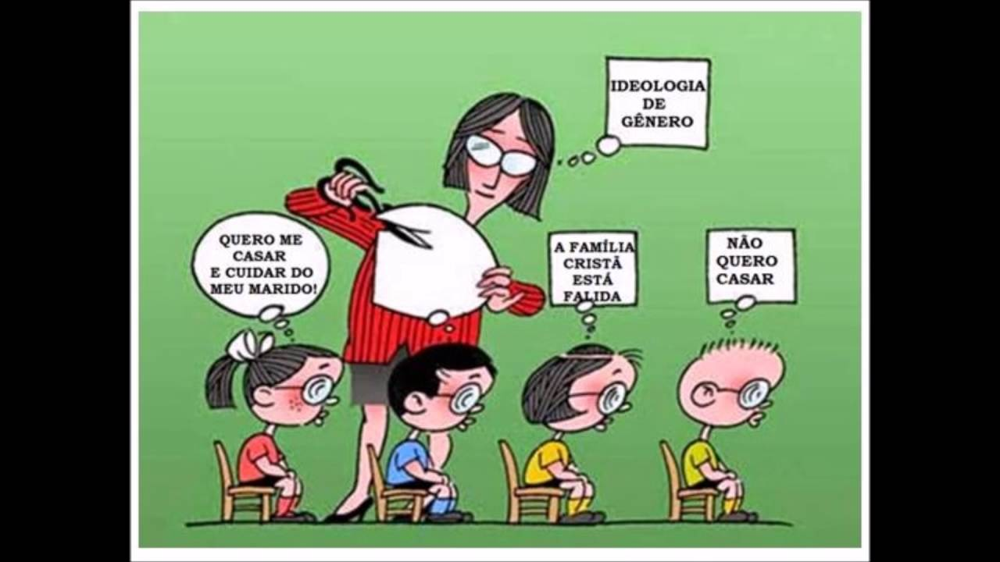 IDEOLOGIA
DE
GÊNERO
QUERO ME
CASAR
E CUIDAR DO
MEU MARIDO!
A FAMÍLIA
CRISTÃ
ESTÁ
FALIDA
NÃO
QUERO
CASAR